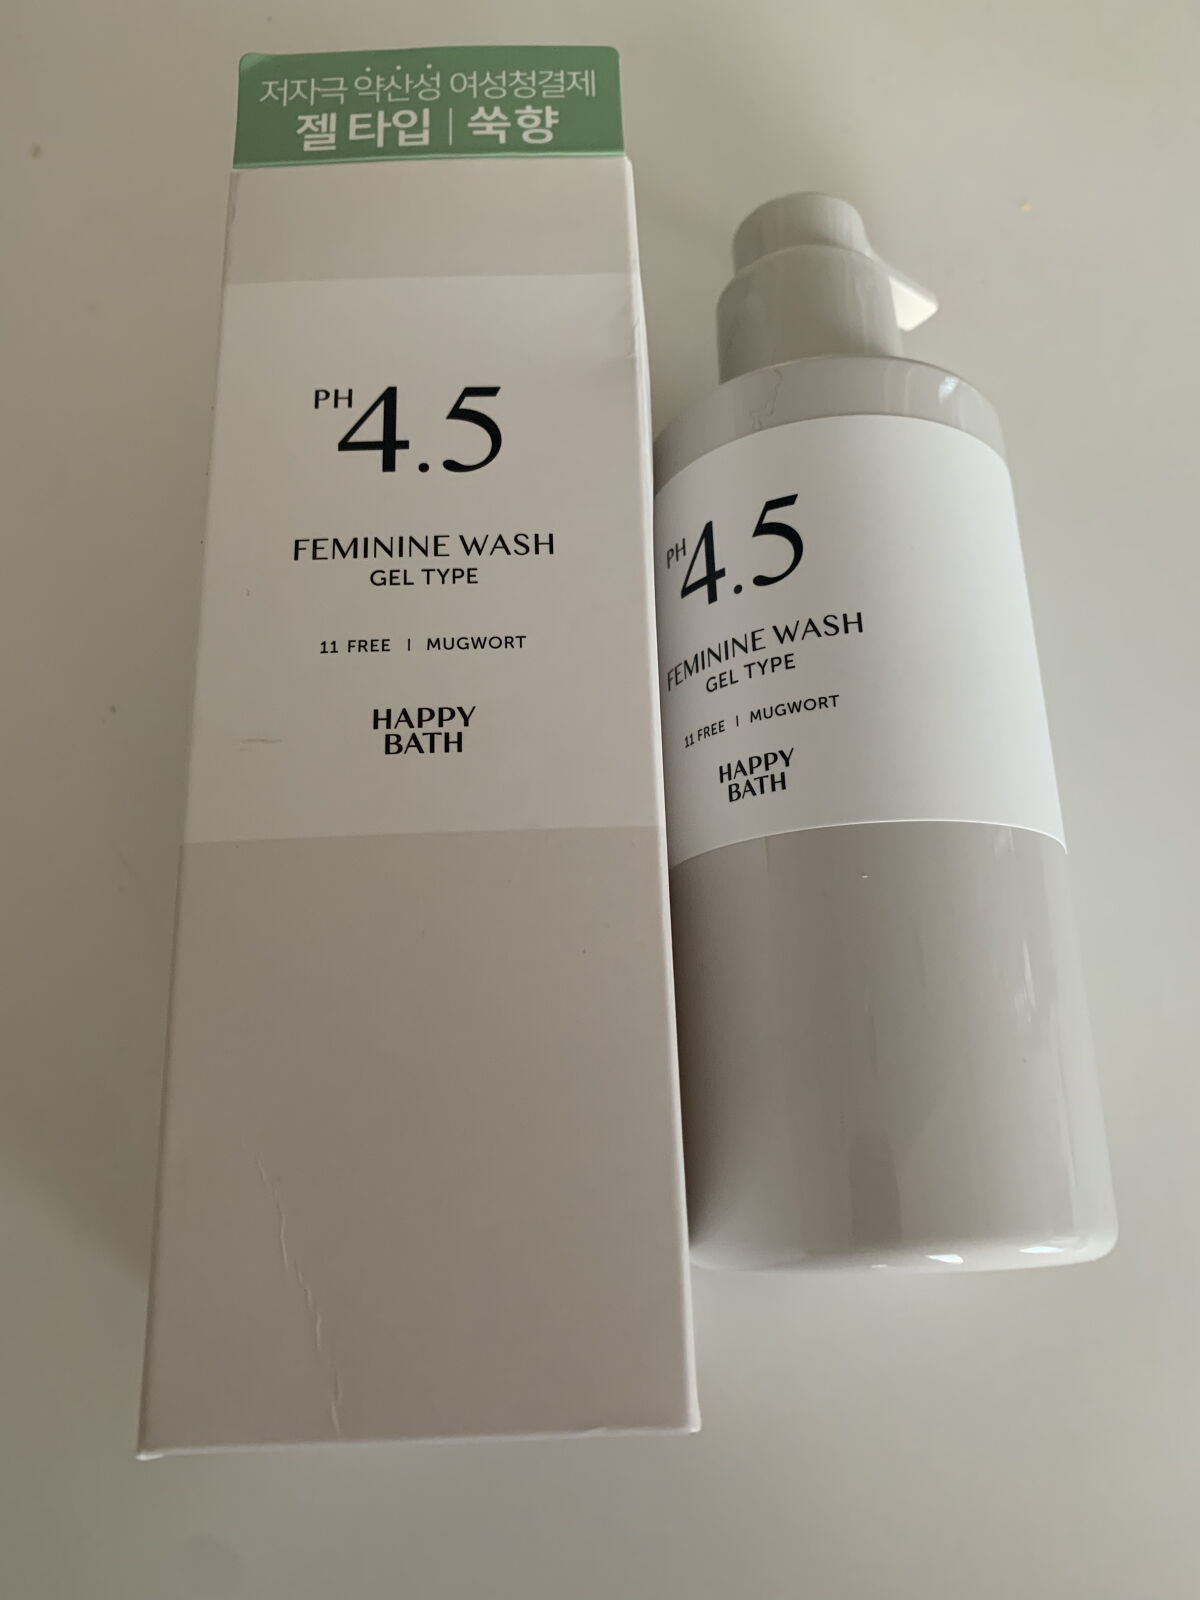 저자극 약산성 여성청결제
젤 타입 | 쑥향
PH 4.5
FEMININE WASH
GEL TYPE
11 FREE | MUGWORT
HAPPY
BATH
PH 4.5
FEMININE WASH
GEL TYPE
11 FREE | MUGWORT
HAPPY
BATH